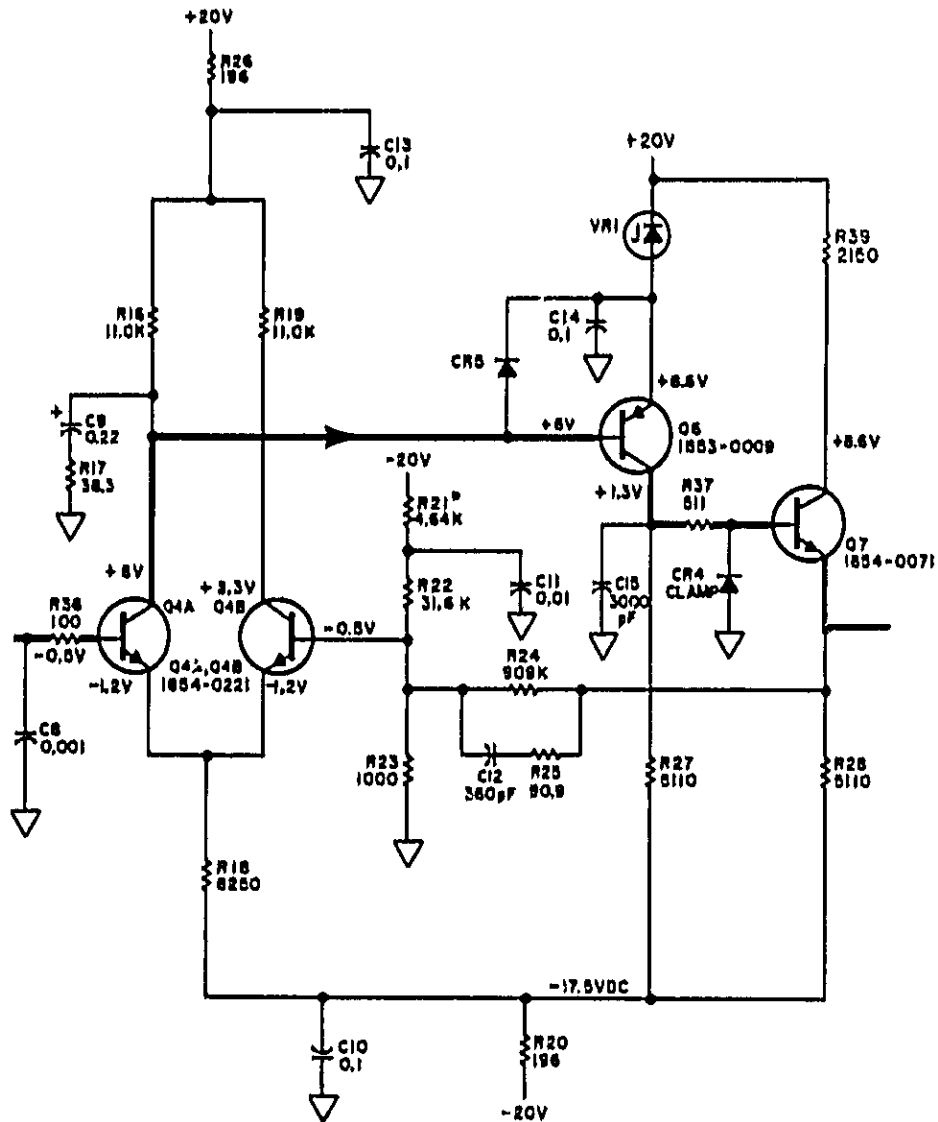 +20V
R26
196
C13
0.1
+20V
VR1
R39
2150
R16
11.0K
R19
11.0K
C14
0.1
CR5
+8.6V
+
C9
0.22
+8V
Q6
1853-0009
+8.6V
R17
38.3
-20V
+1.3V
R37
511
R21*
4.64K
Q7
1854-0071
+8V
R22
31.6K
C11
0.01
C15
3000
pF
CR4
CLAMP
R36
100
Q4A
+3.3V
Q4B
-0.5V
-0.5V
R24
909K
-1.2V
Q4A, Q4B
1854-0221
-1.2V
C8
0.001
R23
1000
C12
360pF
R25
90.9
R27
5110
R28
5110
R18
8250
-17.5VDC
C10
0.1
R20
196
-20V